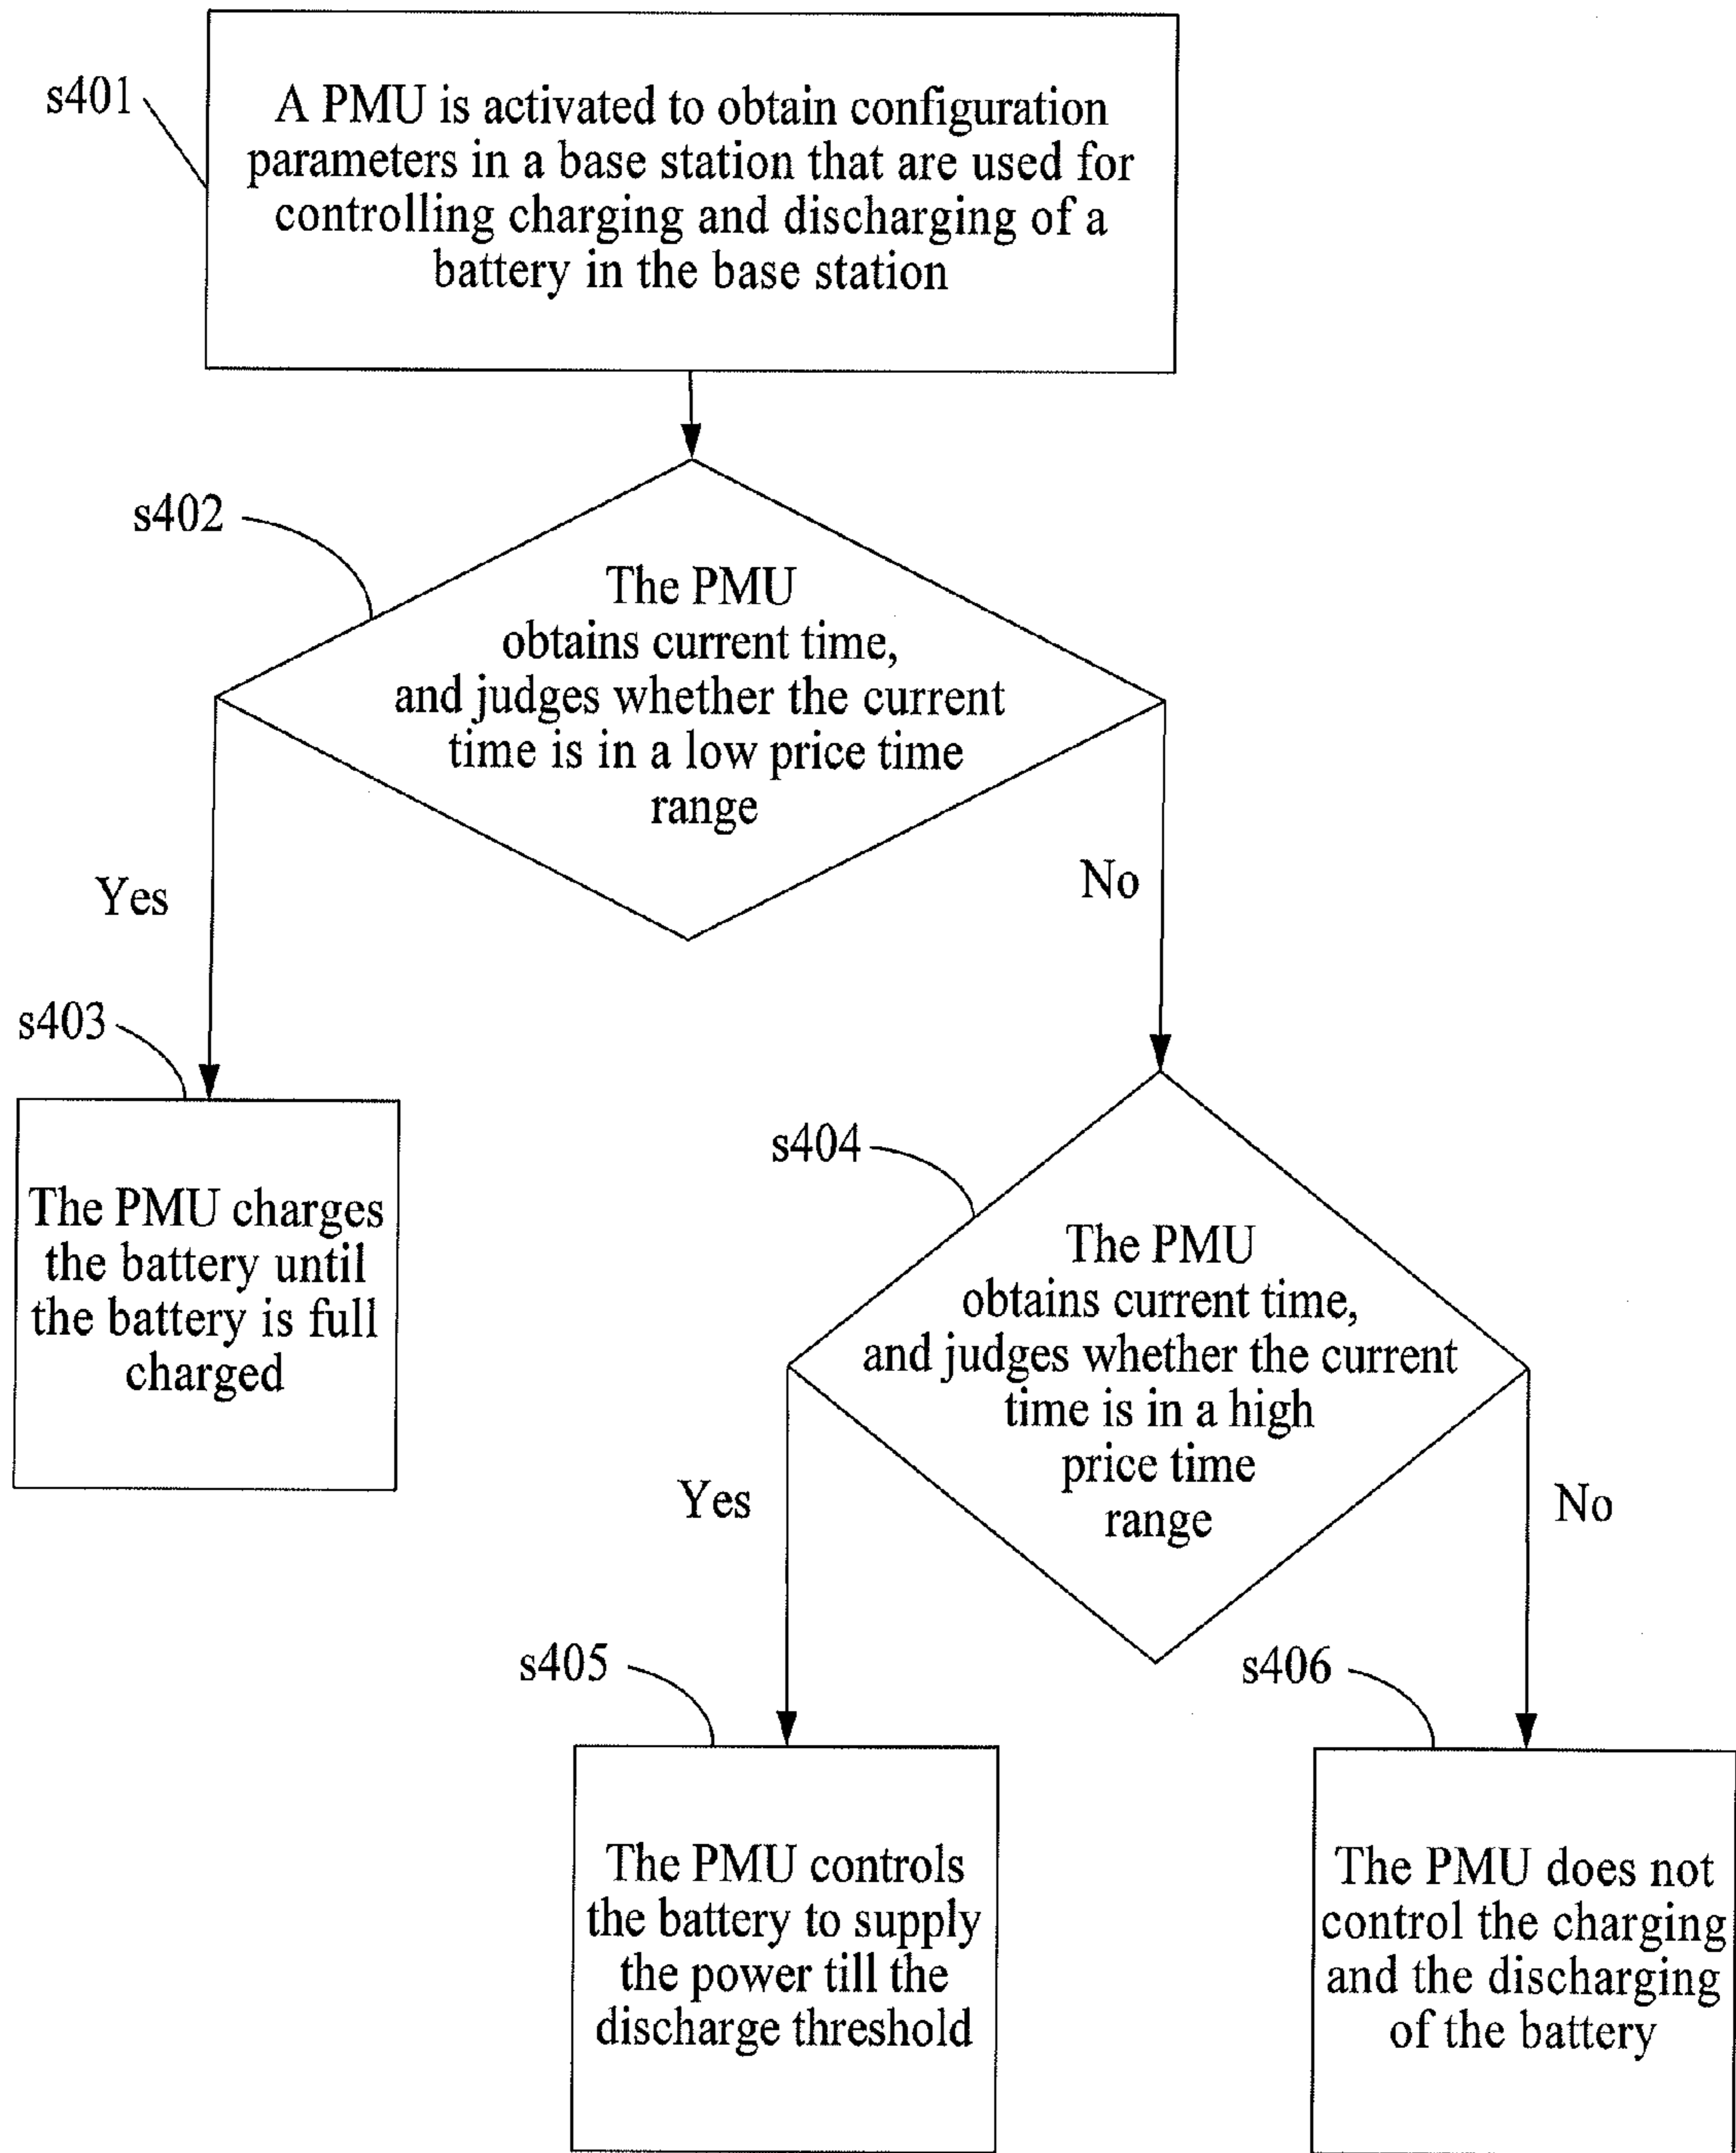 s401
A PMU is activated to obtain configuration
parameters in a base station that are used for
controlling charging and discharging of a
battery in the base station
s402
The PMU
obtains current time,
and judges whether the current
time is in a low price time
range
Yes
No
s403
The PMU charges
the battery until
the battery is full
charged
s404
The PMU
obtains current time,
and judges whether the current
time is in a high
price time
range
Yes
No
s405
The PMU controls
the battery to supply
the power till the
discharge threshold
s406
The PMU does not
control the charging
and the discharging
of the battery